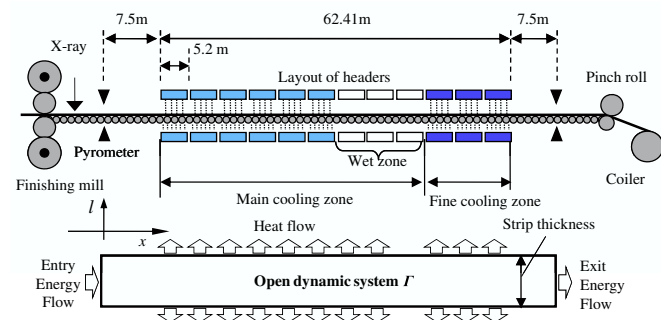 7.5m 62.41m 7.5m
X-ray
5.2 m
Layout of headers
Pinch roll
Pyrometer
Wet zone
Finishing mill
Coiler
Main cooling zone
Fine cooling zone
l
x
Heat flow
Strip thickness
Entry
Energy
Flow
Open dynamic system Γ
Exit
Energy
Flow